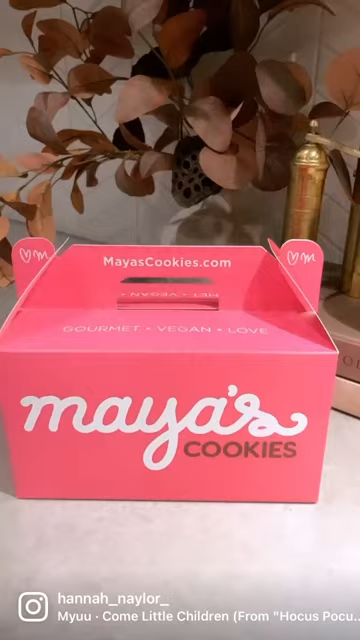 MayasCookies.com
GOURMET • VEGAN • LOVE
maya's
COOKIES
hannah_naylor_
Myuu · Come Little Children (From "Hocus Pocu...